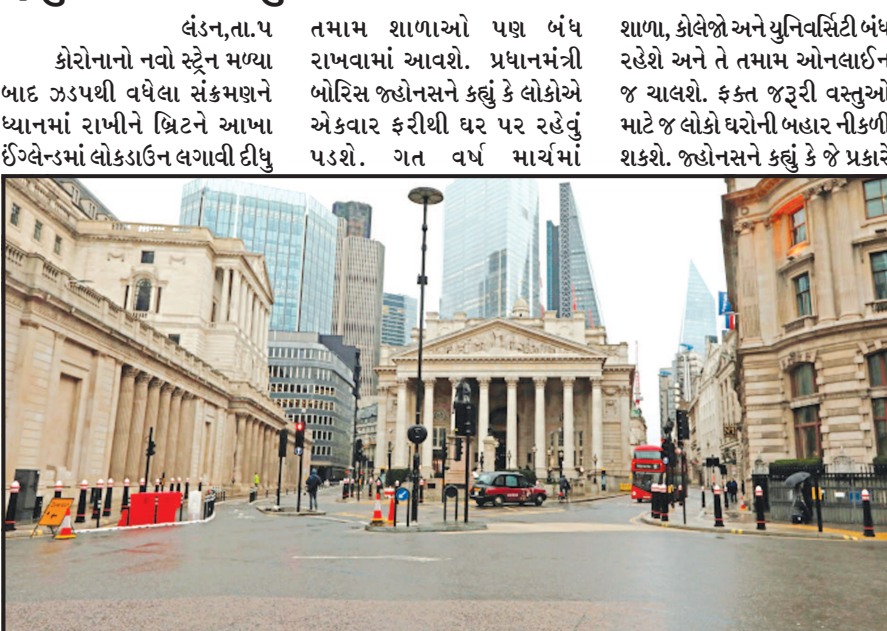 લંડન,તા.૫
કોરોનાનો નવો સ્ટ્રેન મળ્યા
બાદ ઝડપથી વધેલા સંક્રમણને
ધ્યાનમાં રાખીને બ્રિટને આખા
ઈંગ્લેન્ડમાં લોકડાઉન લગાવી દીધુ
તમામ શાળાઓ પણ બંધ
રાખવામાં આવશે. પ્રધાનમંત્રી
બોરિસ જ્હોનસને કહ્યું કે લોકોએ
એકવાર ફરીથી ઘર પર રહેવું
પડશે. ગત વર્ષ માર્ચમાં
શાળા, કોલેજો અને યુનિવર્સિટી બંધ
રહેશે અને તે તમામ ઓનલાઈન
જ ચાલશે. ફક્ત જરૂરી વસ્તુઓ
માટે જ લોકો ઘરોની બહાર નીકળી
શકશે. જ્હોનસને કહ્યું કે જે પ્રકારે